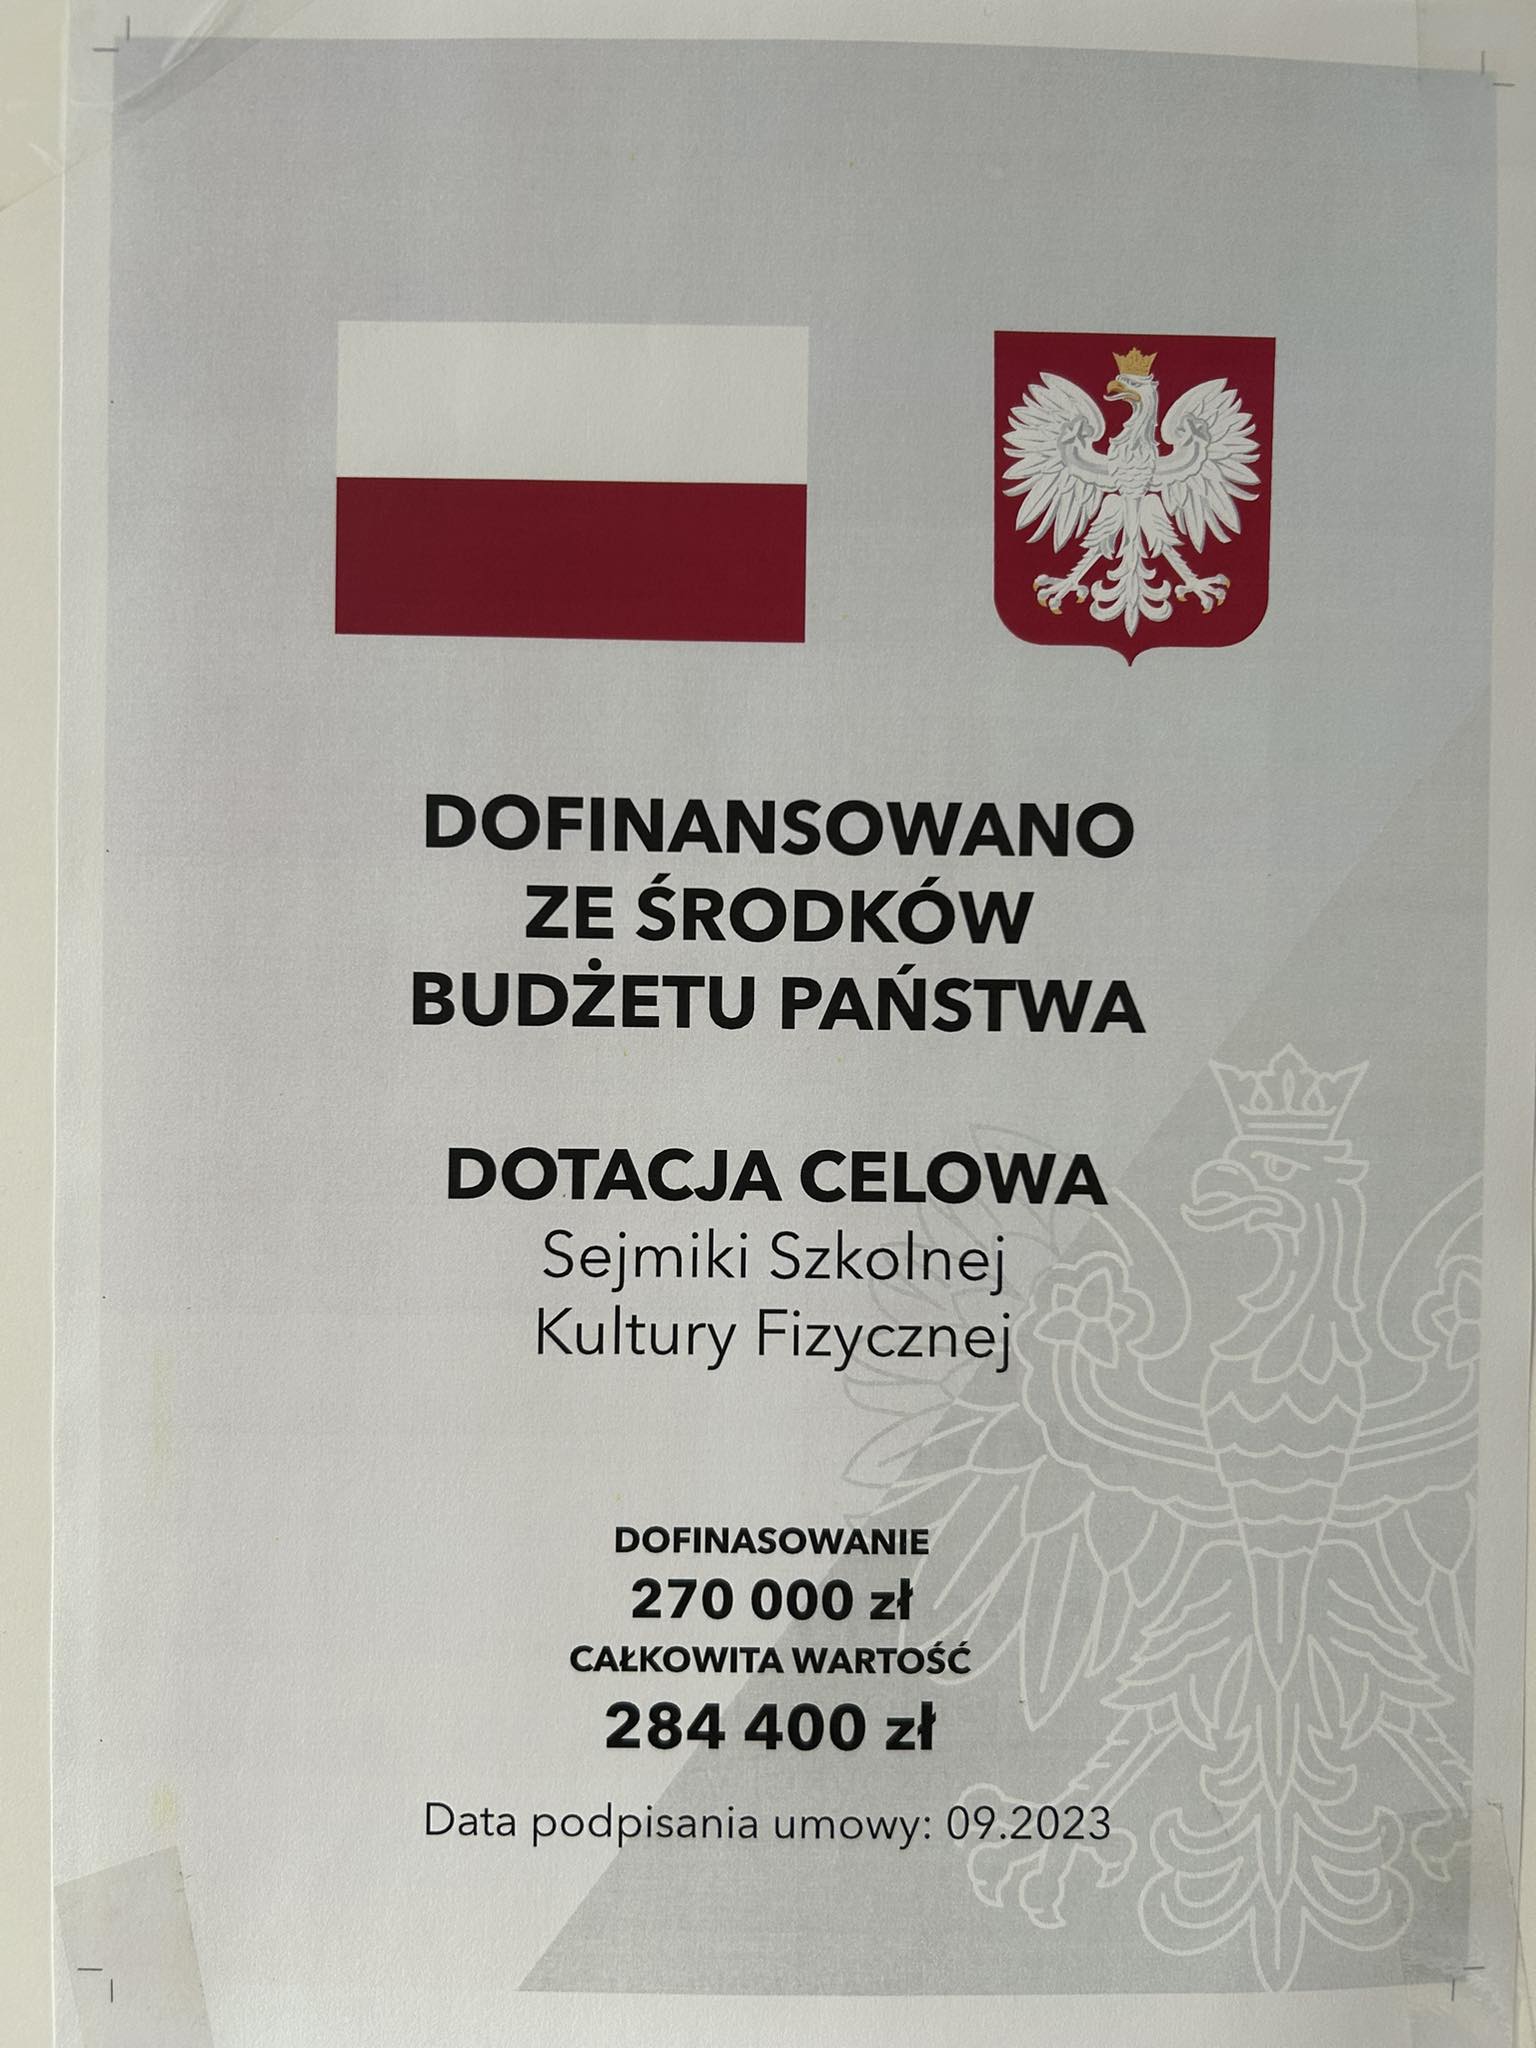 DOFINANSOWANO
ZE ŚRODKÓW
BUDŻETU PAŃSTWA
DOTACJA CELOWA
Sejmiki Szkolnej
Kultury Fizycznej
DOFINASOWANIE
270 000 zł
CAŁKOWITA WARTOŚĆ
284 400 zł
Data podpisania umowy: 09.2023